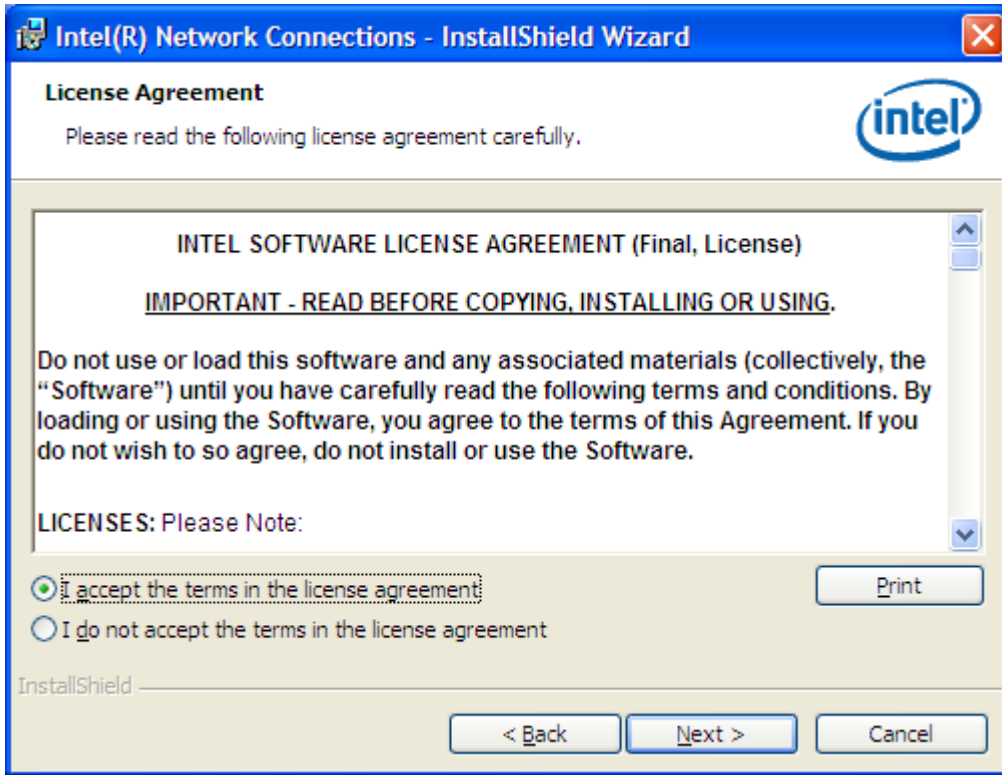 Intel(R) Network Connections - InstallShield Wizard
License Agreement
Please read the following license agreement carefully.
intel
INTEL SOFTWARE LICENSE AGREEMENT (Final, License)
IMPORTANT - READ BEFORE COPYING, INSTALLING OR USING.
Do not use or load this software and any associated materials (collectively, the
“Software”) until you have carefully read the following terms and conditions. By
loading or using the Software, you agree to the terms of this Agreement. If you
do not wish to so agree, do not install or use the Software.
LICENSES: Please Note:
I accept the terms in the license agreement
Print
I do not accept the terms in the license agreement
InstallShield
< Back
Next >
Cancel